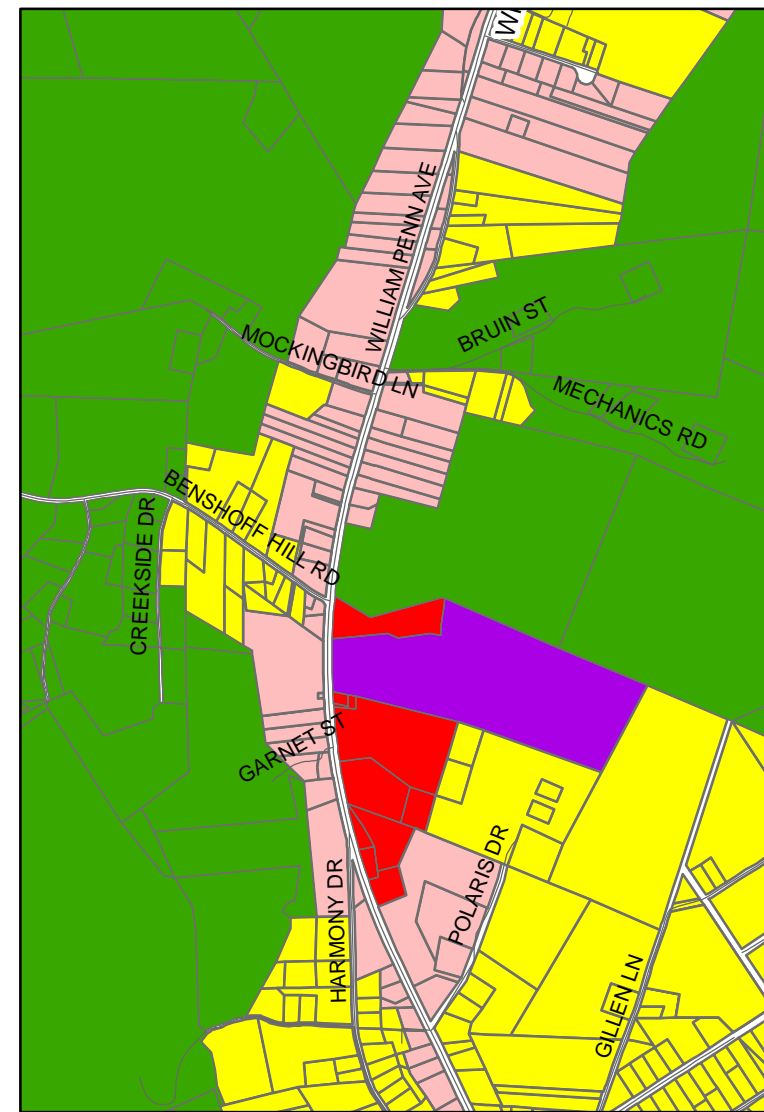 WILLIAM PENN AVE
BRUIN ST
MOCKINGBIRD LN
MECHANICS RD
BENSHOFF HILL RD
CREEKSIDE DR
GARNET ST
POLARIS DR
HARMONY DR
GILLEN LN